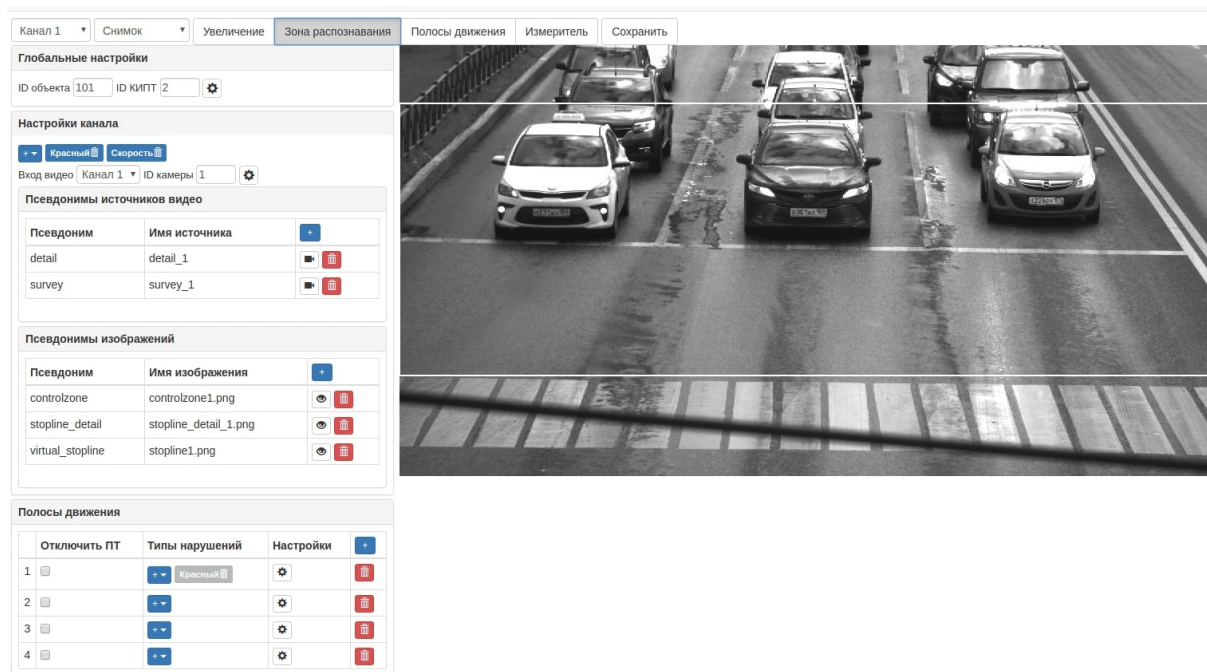 Канал 1 Снимок Увеличение Зона распознавания Полосы движения Измеритель Сохранить
Глобальные настройки
ID объекта 101 ID КИПТ 2
Настройки канала
+ Красный Скорость
Вход видео Канал 1 ID камеры 1
Псевдонимы источников видео
Псевдоним Имя источника +
detail detail_1
survey survey_1
Псевдонимы изображений
Псевдоним Имя изображения +
controlzone controlzone1.png
stopline_detail stopline_detail_1.png
virtual_stopline stopline1.png
Полосы движения
Отключить ПТ Типы нарушений Настройки +
1 + Красный
2 +
3 +
4 +